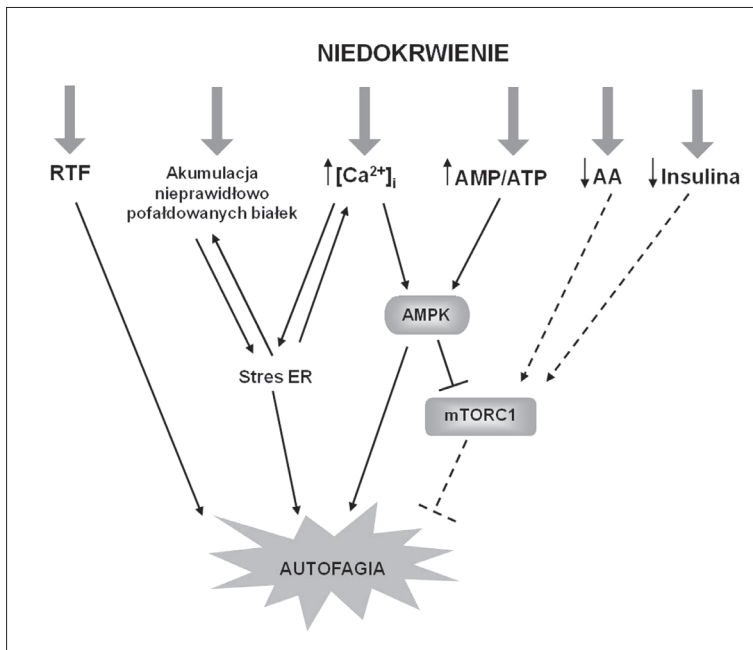 NIEDOKRWIENIE
RTF
Akumulacja
nieprawidłowo
pofałdowanych białek
↑[Ca²⁺]ᵢ
↑AMP/ATP
↓AA
↓Insulina
AMPK
Stres ER
mTORC1
AUTOFAGIA